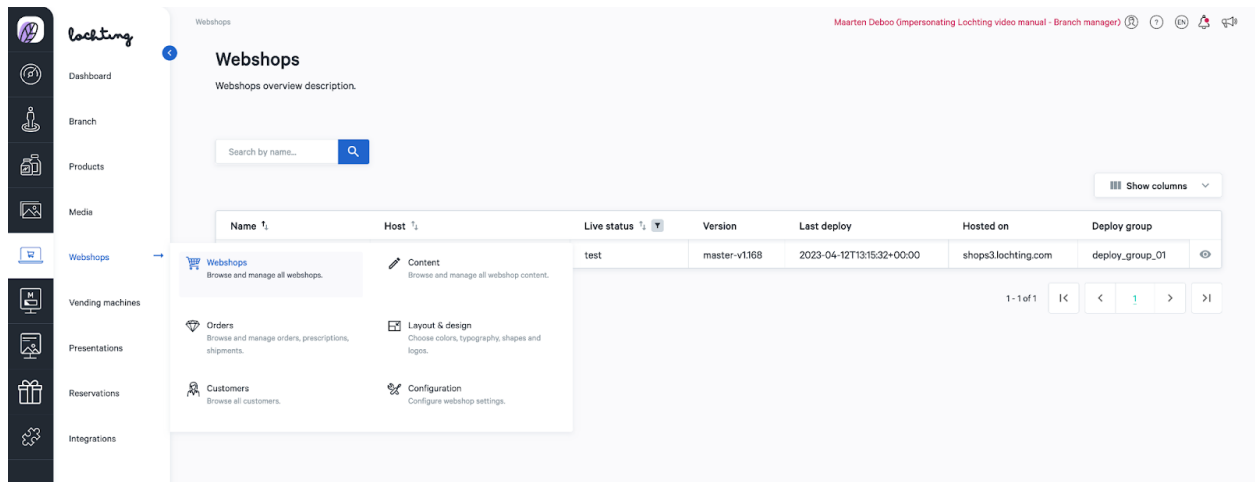 Webshops
Maarten Deboo (impersonating Lochting video manual - Branch manager)
?
EN
lochting
Webshops
Webshops overview description.
Dashboard
Branch
Products
Media
Webshops
Vending machines
Presentations
Reservations
Integrations
Search by name...
Show columns
Name Host Live status Version Last deploy Hosted on Deploy group
test master-v1.168 2023-04-12T13:15:32+00:00 shops3.lochting.com deploy_group_01
1 - 1 of 1 1
Webshops
Browse and manage all webshops.
Content
Browse and manage all webshop content.
Orders
Browse and manage orders, prescriptions,
shipments.
Layout & design
Choose colors, typography, shapes and
logos.
Customers
Browse all customers.
Configuration
Configure webshop settings.
M